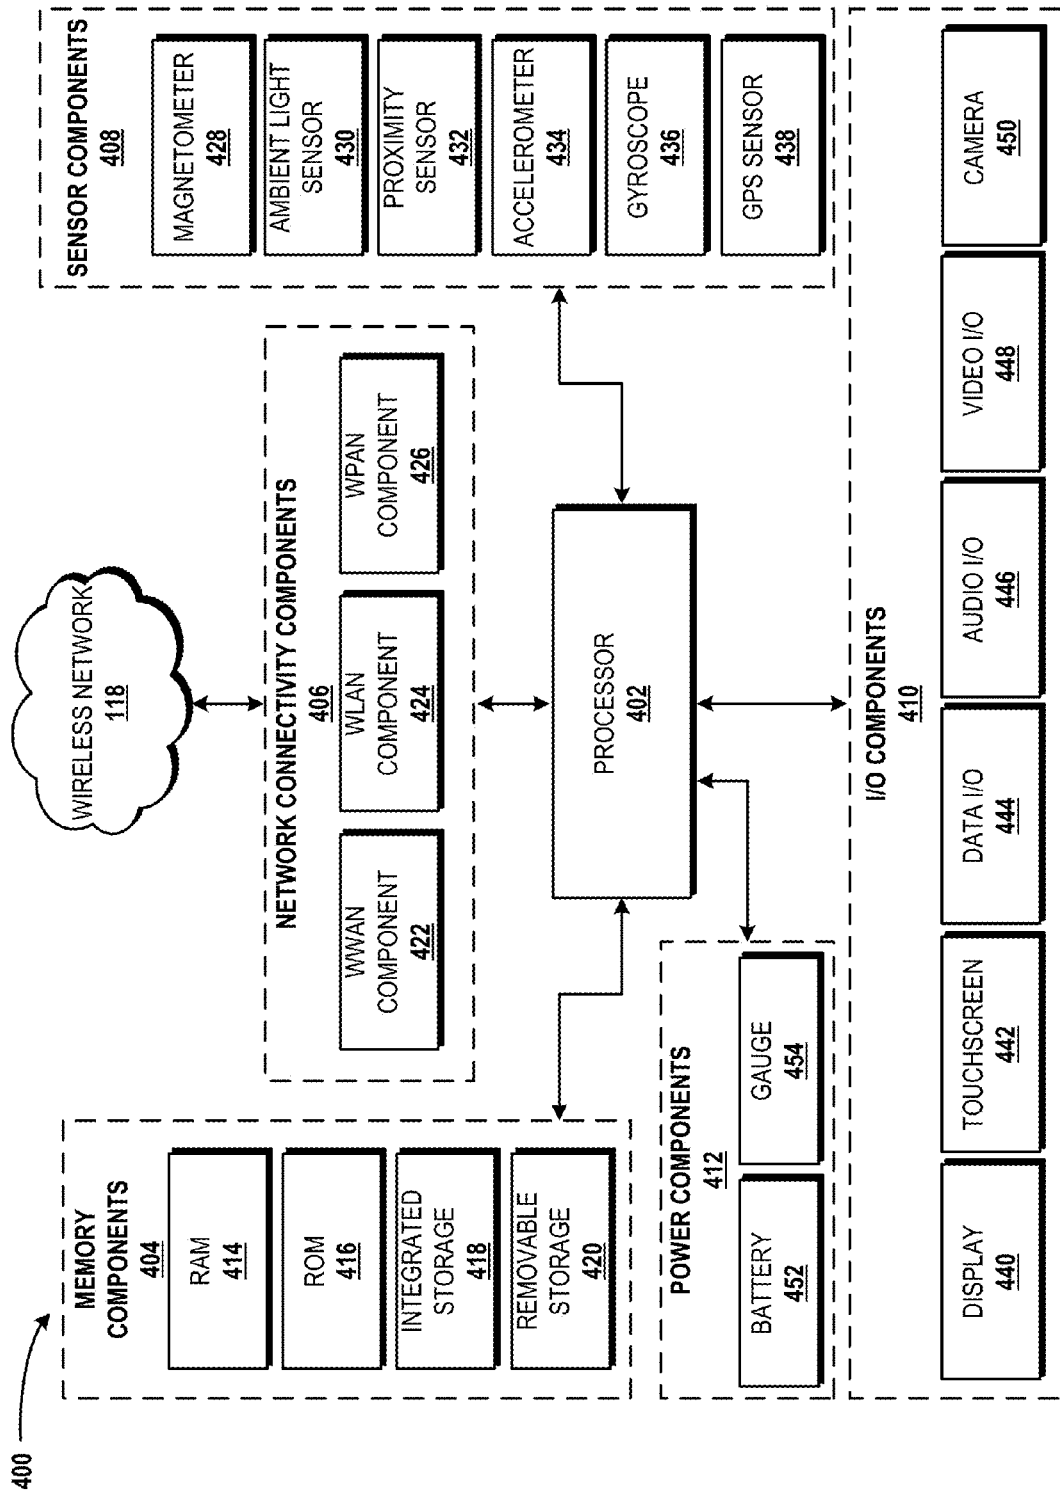 400
WIRELESS NETWORK
118
MEMORY
COMPONENTS
404
RAM
414
ROM
416
INTEGRATED
STORAGE
418
REMOVABLE
STORAGE
420
NETWORK CONNECTIVITY COMPONENTS
406
WWAN
COMPONENT
422
WLAN
COMPONENT
424
WPAN
COMPONENT
426
SENSOR COMPONENTS
408
MAGNETOMETER
428
AMBIENT LIGHT
SENSOR
430
PROXIMITY
SENSOR
432
ACCELEROMETER
434
GYROSCOPE
436
GPS SENSOR
438
PROCESSOR
402
POWER COMPONENTS
412
BATTERY
452
GAUGE
454
I/O COMPONENTS
410
DISPLAY
440
TOUCHSCREEN
442
DATA I/O
444
AUDIO I/O
446
VIDEO I/O
448
CAMERA
450